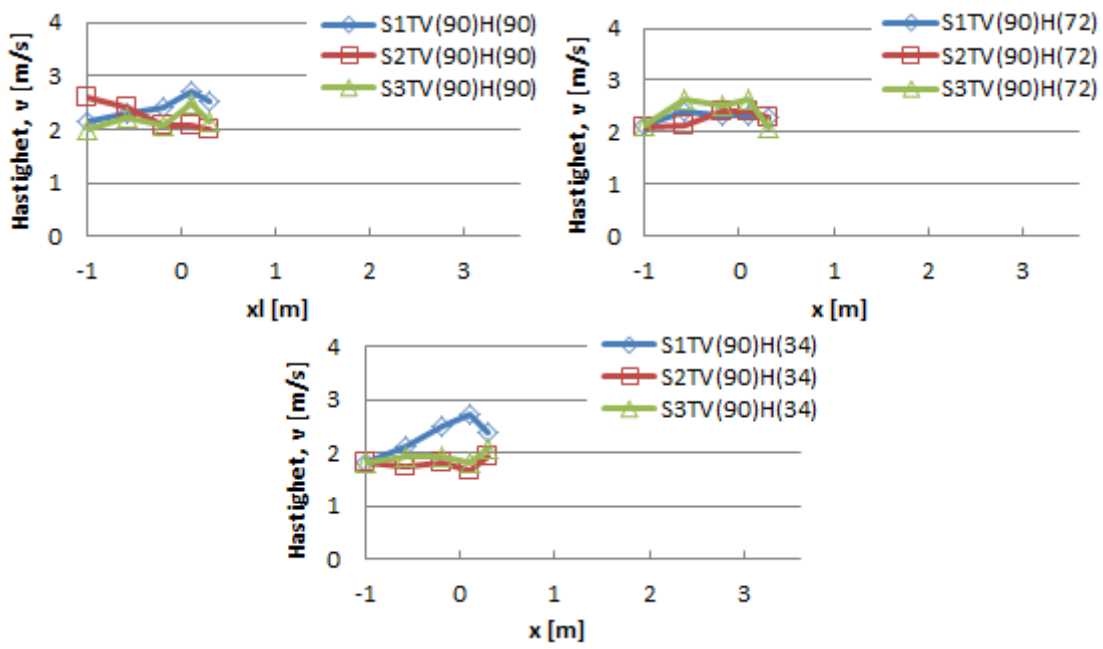 Hastighet, v [m/s]
4
3
2
1
0
-1 0 1 2 3
xl [m]
S1TV(90)H(90)
S2TV(90)H(90)
S3TV(90)H(90)
Hastighet, v [m/s]
4
3
2
1
0
-1 0 1 2 3
x [m]
S1TV(90)H(72)
S2TV(90)H(72)
S3TV(90)H(72)
Hastighet, v [m/s]
4
3
2
1
0
-1 0 1 2 3
x [m]
S1TV(90)H(34)
S2TV(90)H(34)
S3TV(90)H(34)